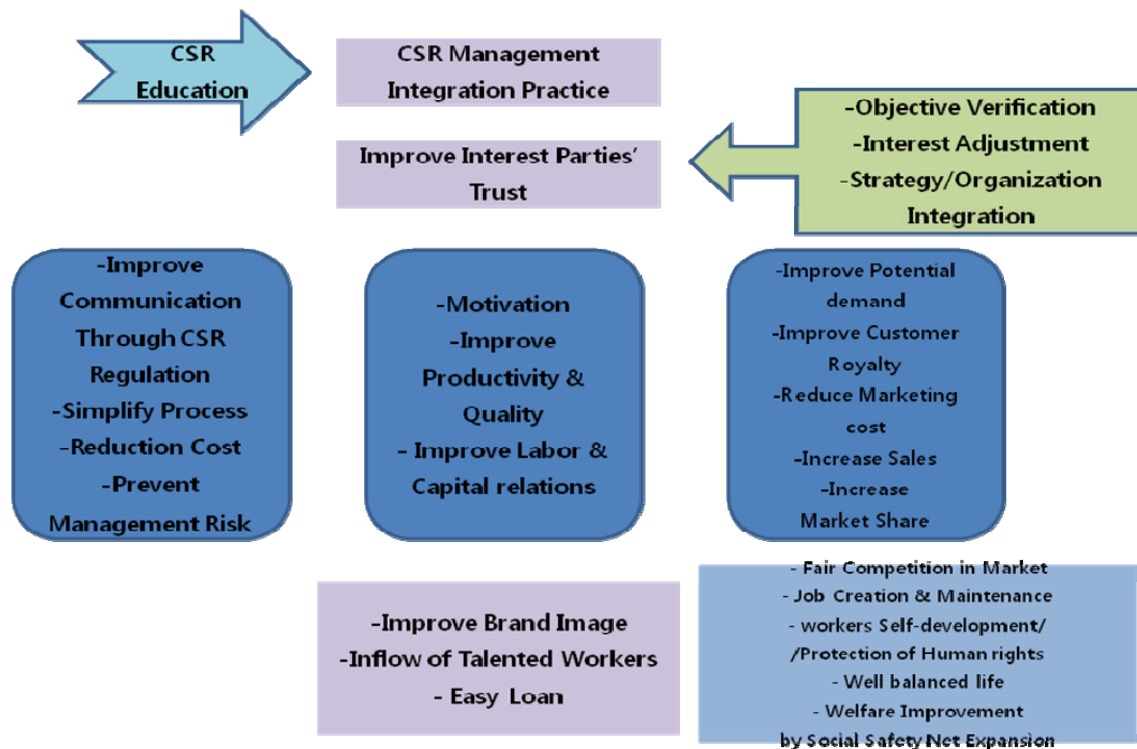 CSR
Education
CSR Management
Integration Practice
Improve Interest Parties'
Trust
-Objective Verification
-Interest Adjustment
-Strategy/Organization
Integration
-Improve
Communication
Through CSR
Regulation
-Simplify Process
-Reduction Cost
-Prevent
Management Risk
-Motivation
-Improve
Productivity &
Quality
- Improve Labor &
Capital relations
-Improve Potential
demand
-Improve Customer
Royalty
-Reduce Marketing
cost
-Increase Sales
-Increase
Market Share
-Improve Brand Image
-Inflow of Talented Workers
- Easy Loan
- Fair Competition in Market
- Job Creation & Maintenance
- workers Self-development/
/Protection of Human rights
- Well balanced life
- Welfare Improvement
by Social Safety Net Expansion